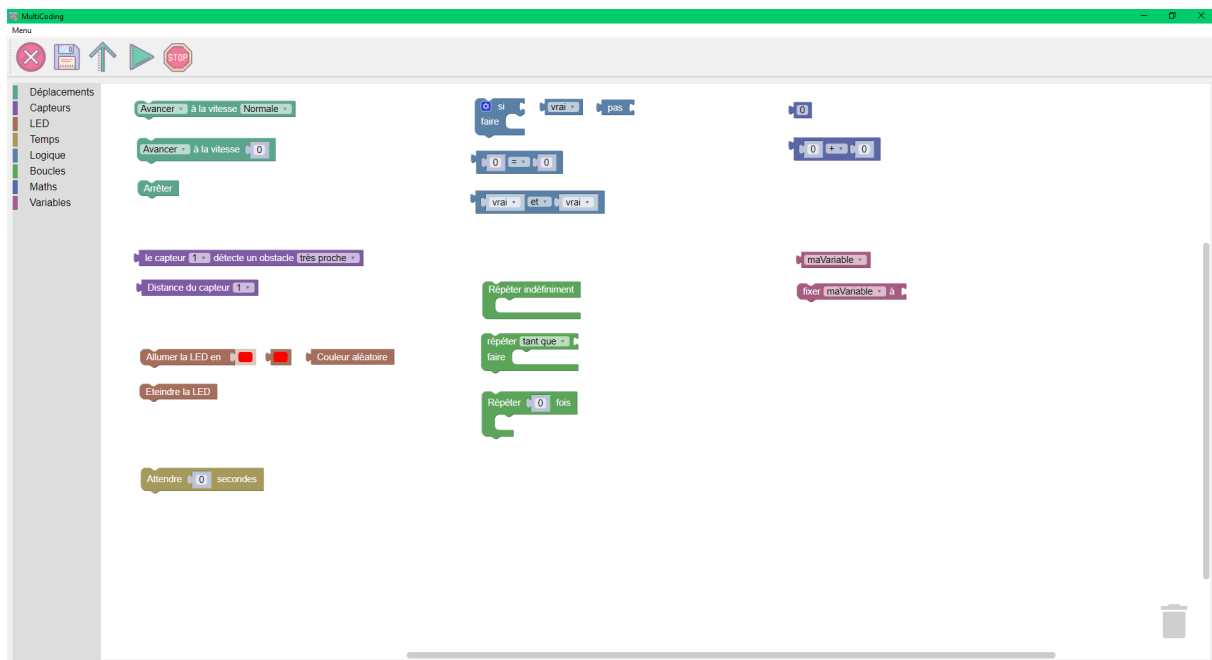 MultiCoding
Menu
STOP
Déplacements
Capteurs
LED
Temps
Logique
Boucles
Maths
Variables
Avancer à la vitesse Normale
Avancer à la vitesse 0
Arrêter
le capteur 1 détecte un obstacle très proche
Distance du capteur 1
Allumer la LED en
Couleur aléatoire
Eteindre la LED
Attendre 0 secondes
si
faire
vrai
pas
0 = 0
vrai et vrai
Répéter indéfiniment
répéter tant que
faire
Répéter 0 fois
0
0 + 0
maVariable
fixer maVariable à